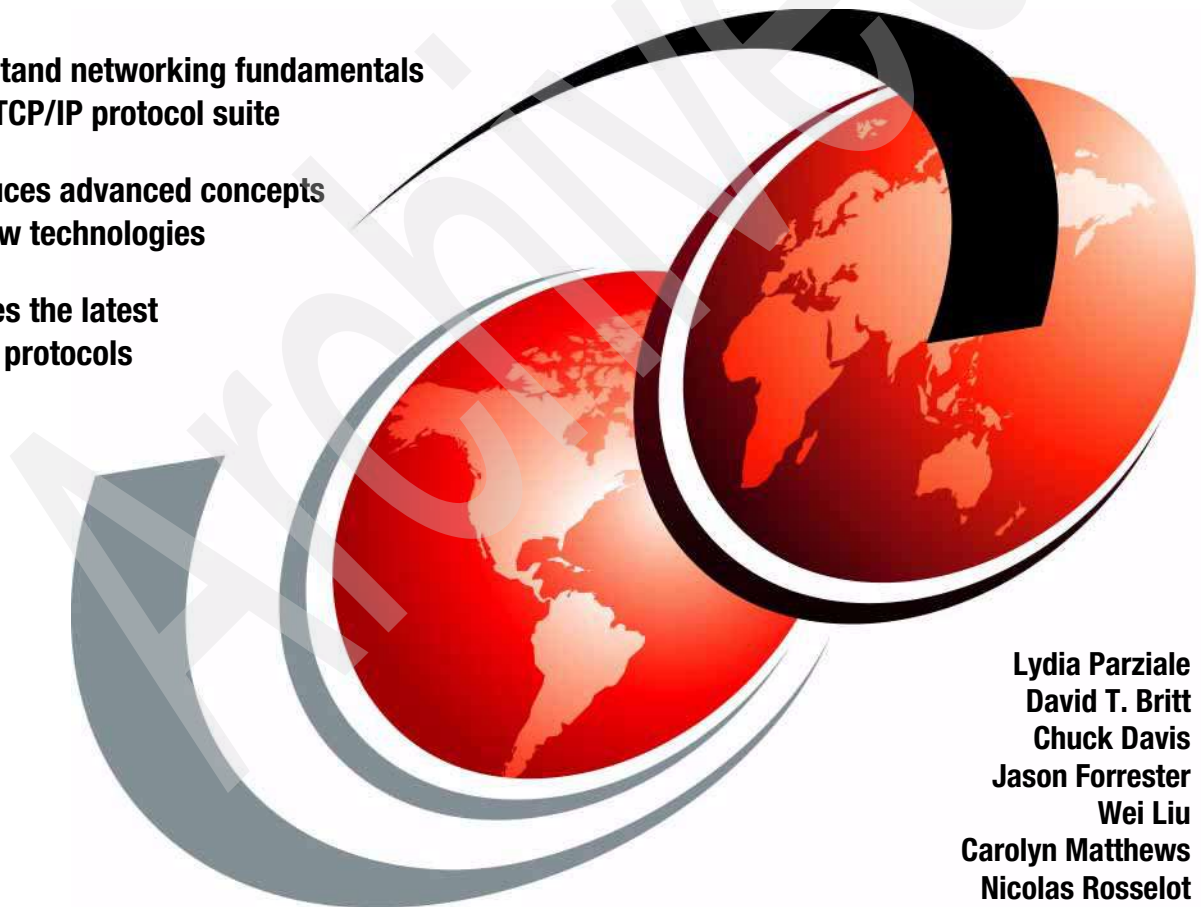 tand networking fundamentals
TCP/IP protocol suite
uces advanced concepts
w technologies
es the latest
protocols
Lydia Parziale
David T. Britt
Chuck Davis
Jason Forrester
Wei Liu
Carolyn Matthews
Nicolas Rosselot
Archive